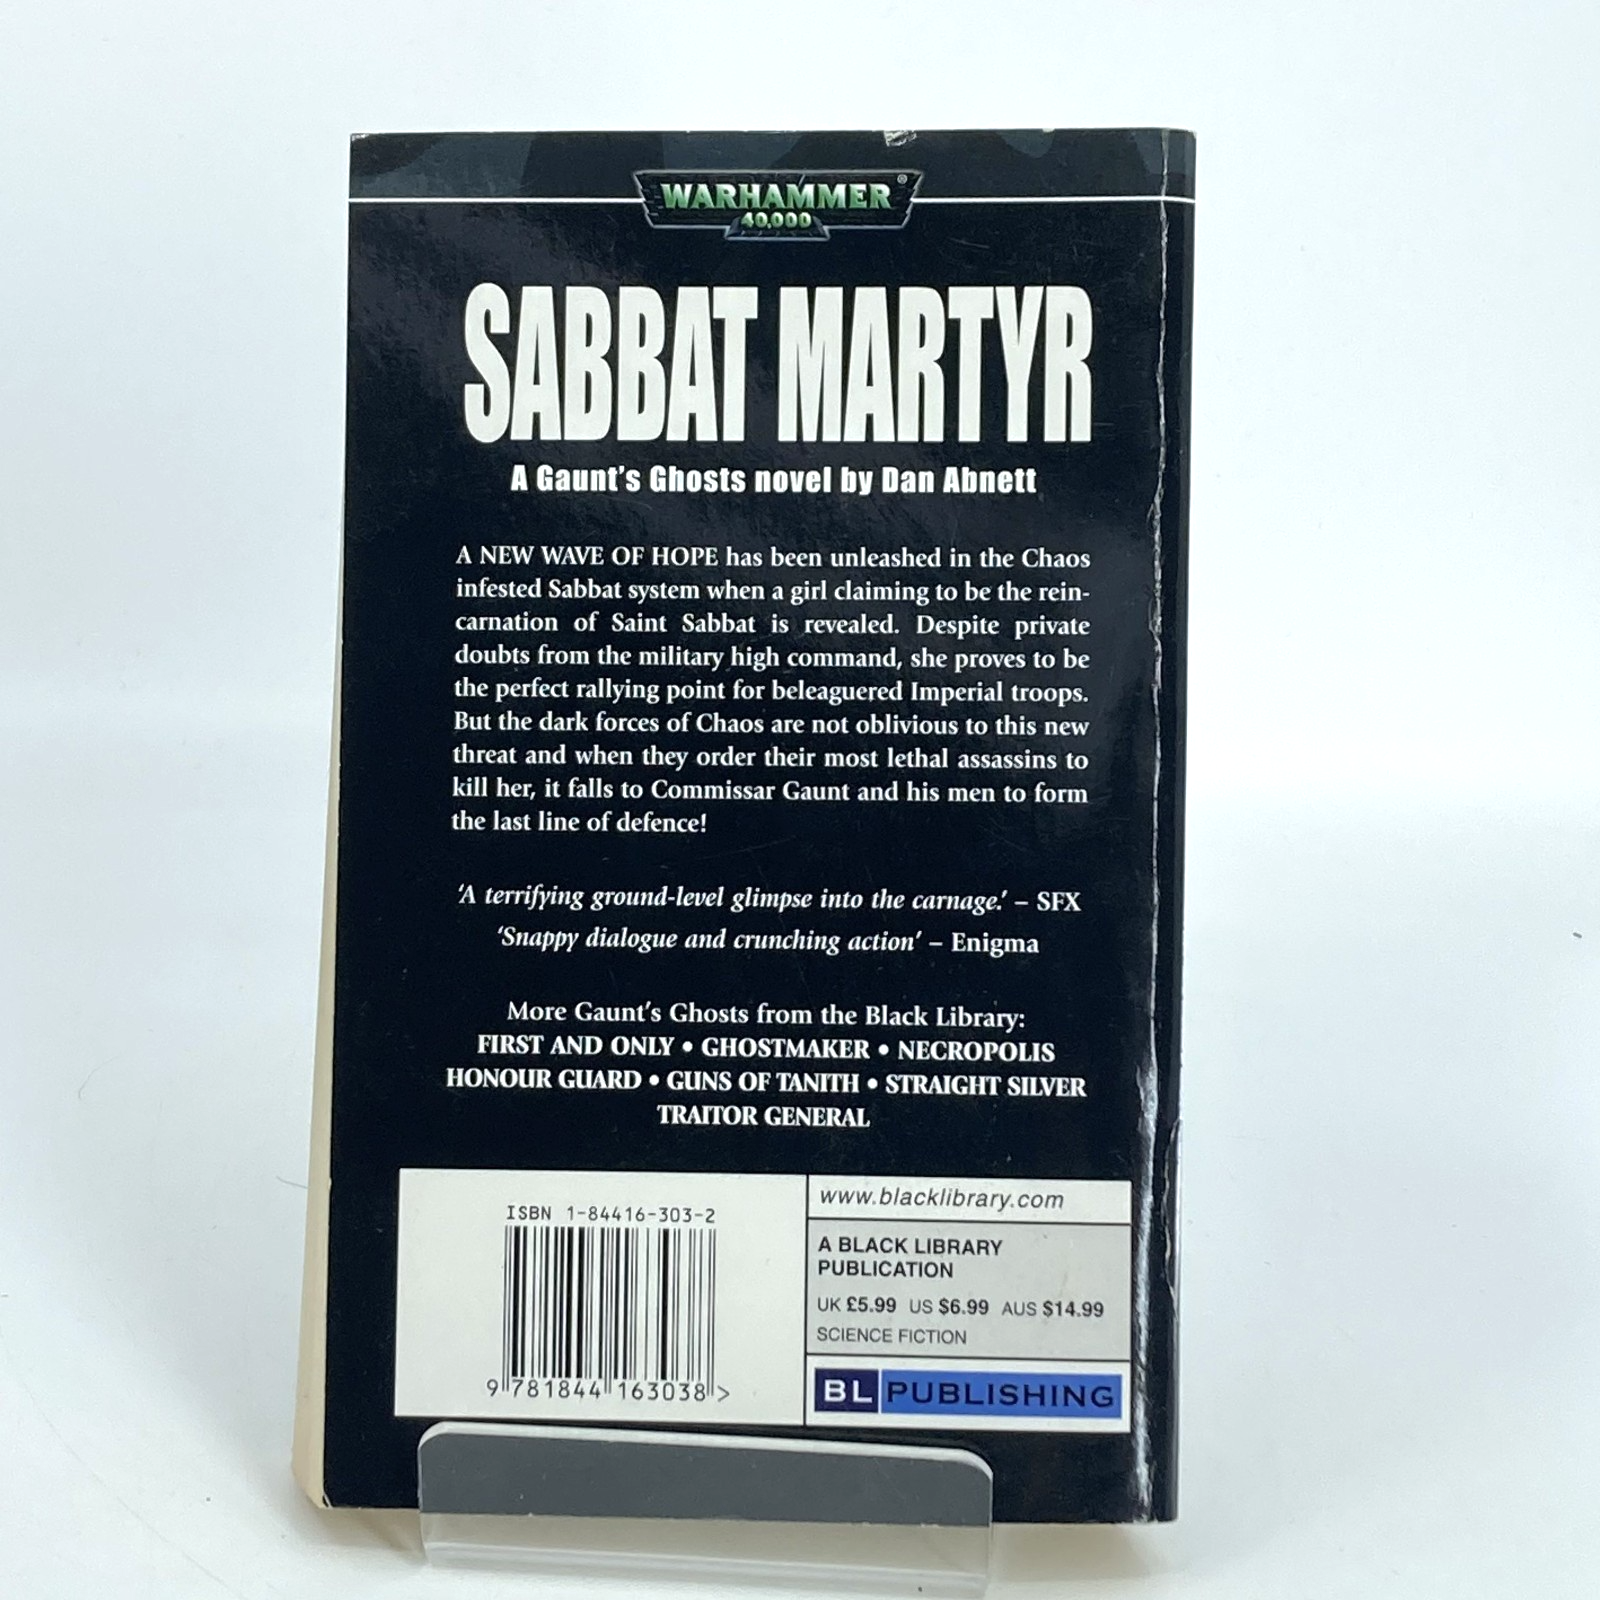 WARHAMMER®
40,000
SABBAT MARTYR
A Gaunt's Ghosts novel by Dan Abnett
A NEW WAVE OF HOPE has been unleashed in the Chaos
infested Sabbat system when a girl claiming to be the rein-
carnation of Saint Sabbat is revealed. Despite private
doubts from the military high command, she proves to be
the perfect rallying point for beleaguered Imperial troops.
But the dark forces of Chaos are not oblivious to this new
threat and when they order their most lethal assassins to
kill her, it falls to Commissar Gaunt and his men to form
the last line of defence!
'A terrifying ground-level glimpse into the carnage.' – SFX
'Snappy dialogue and crunching action' – Enigma
More Gaunt's Ghosts from the Black Library:
FIRST AND ONLY • GHOSTMAKER • NECROPOLIS
HONOUR GUARD • GUNS OF TANITH • STRAIGHT SILVER
TRAITOR GENERAL
ISBN 1-84416-303-2
9 781844 163038 >
www.blacklibrary.com
A BLACK LIBRARY
PUBLICATION
UK £5.99 US $6.99 AUS $14.99
SCIENCE FICTION
BL PUBLISHING